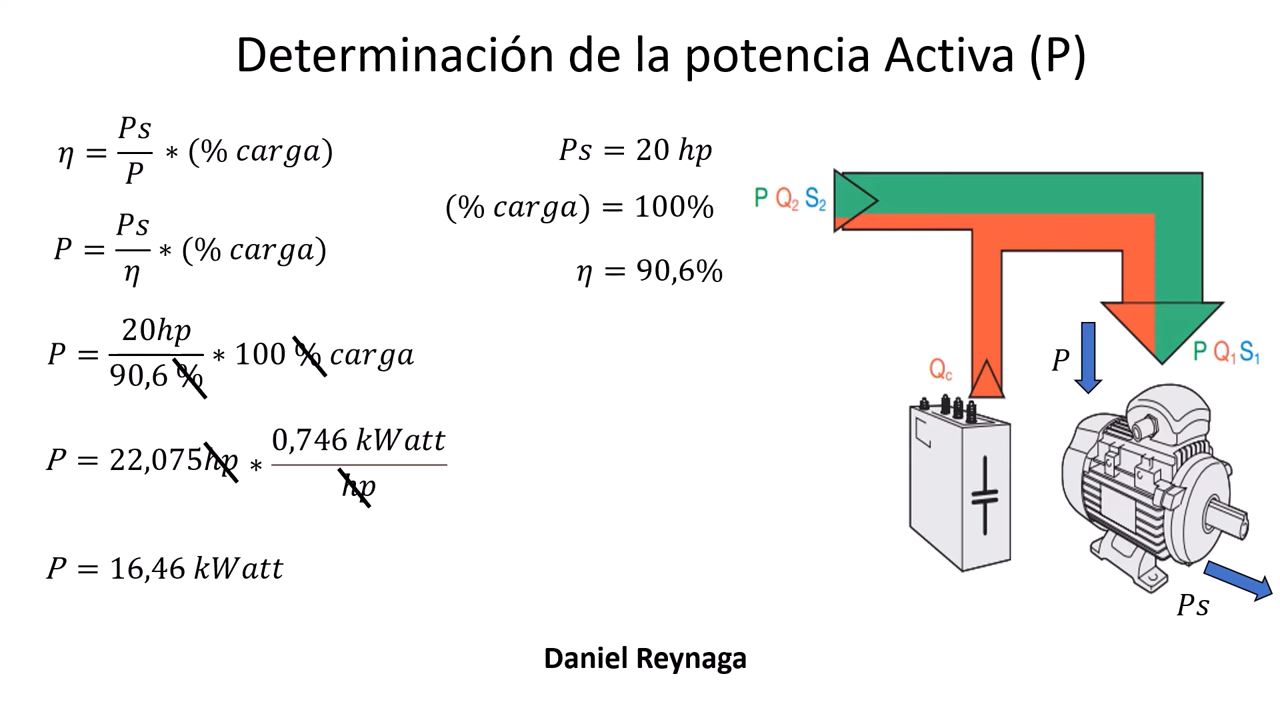 Determinación de la potencia Activa (P)
η = Ps/P * (% carga)
P = Ps/η * (% carga)
P = 20hp/90,6 % * 100 % carga
P = 22,075hp * 0,746 kWatt/hp
P = 16,46 kWatt
Ps = 20 hp
(% carga) = 100%
η = 90,6%
P Q₂ S₂
Qc
P
P Q₁ S₁
Ps
Daniel Reynaga